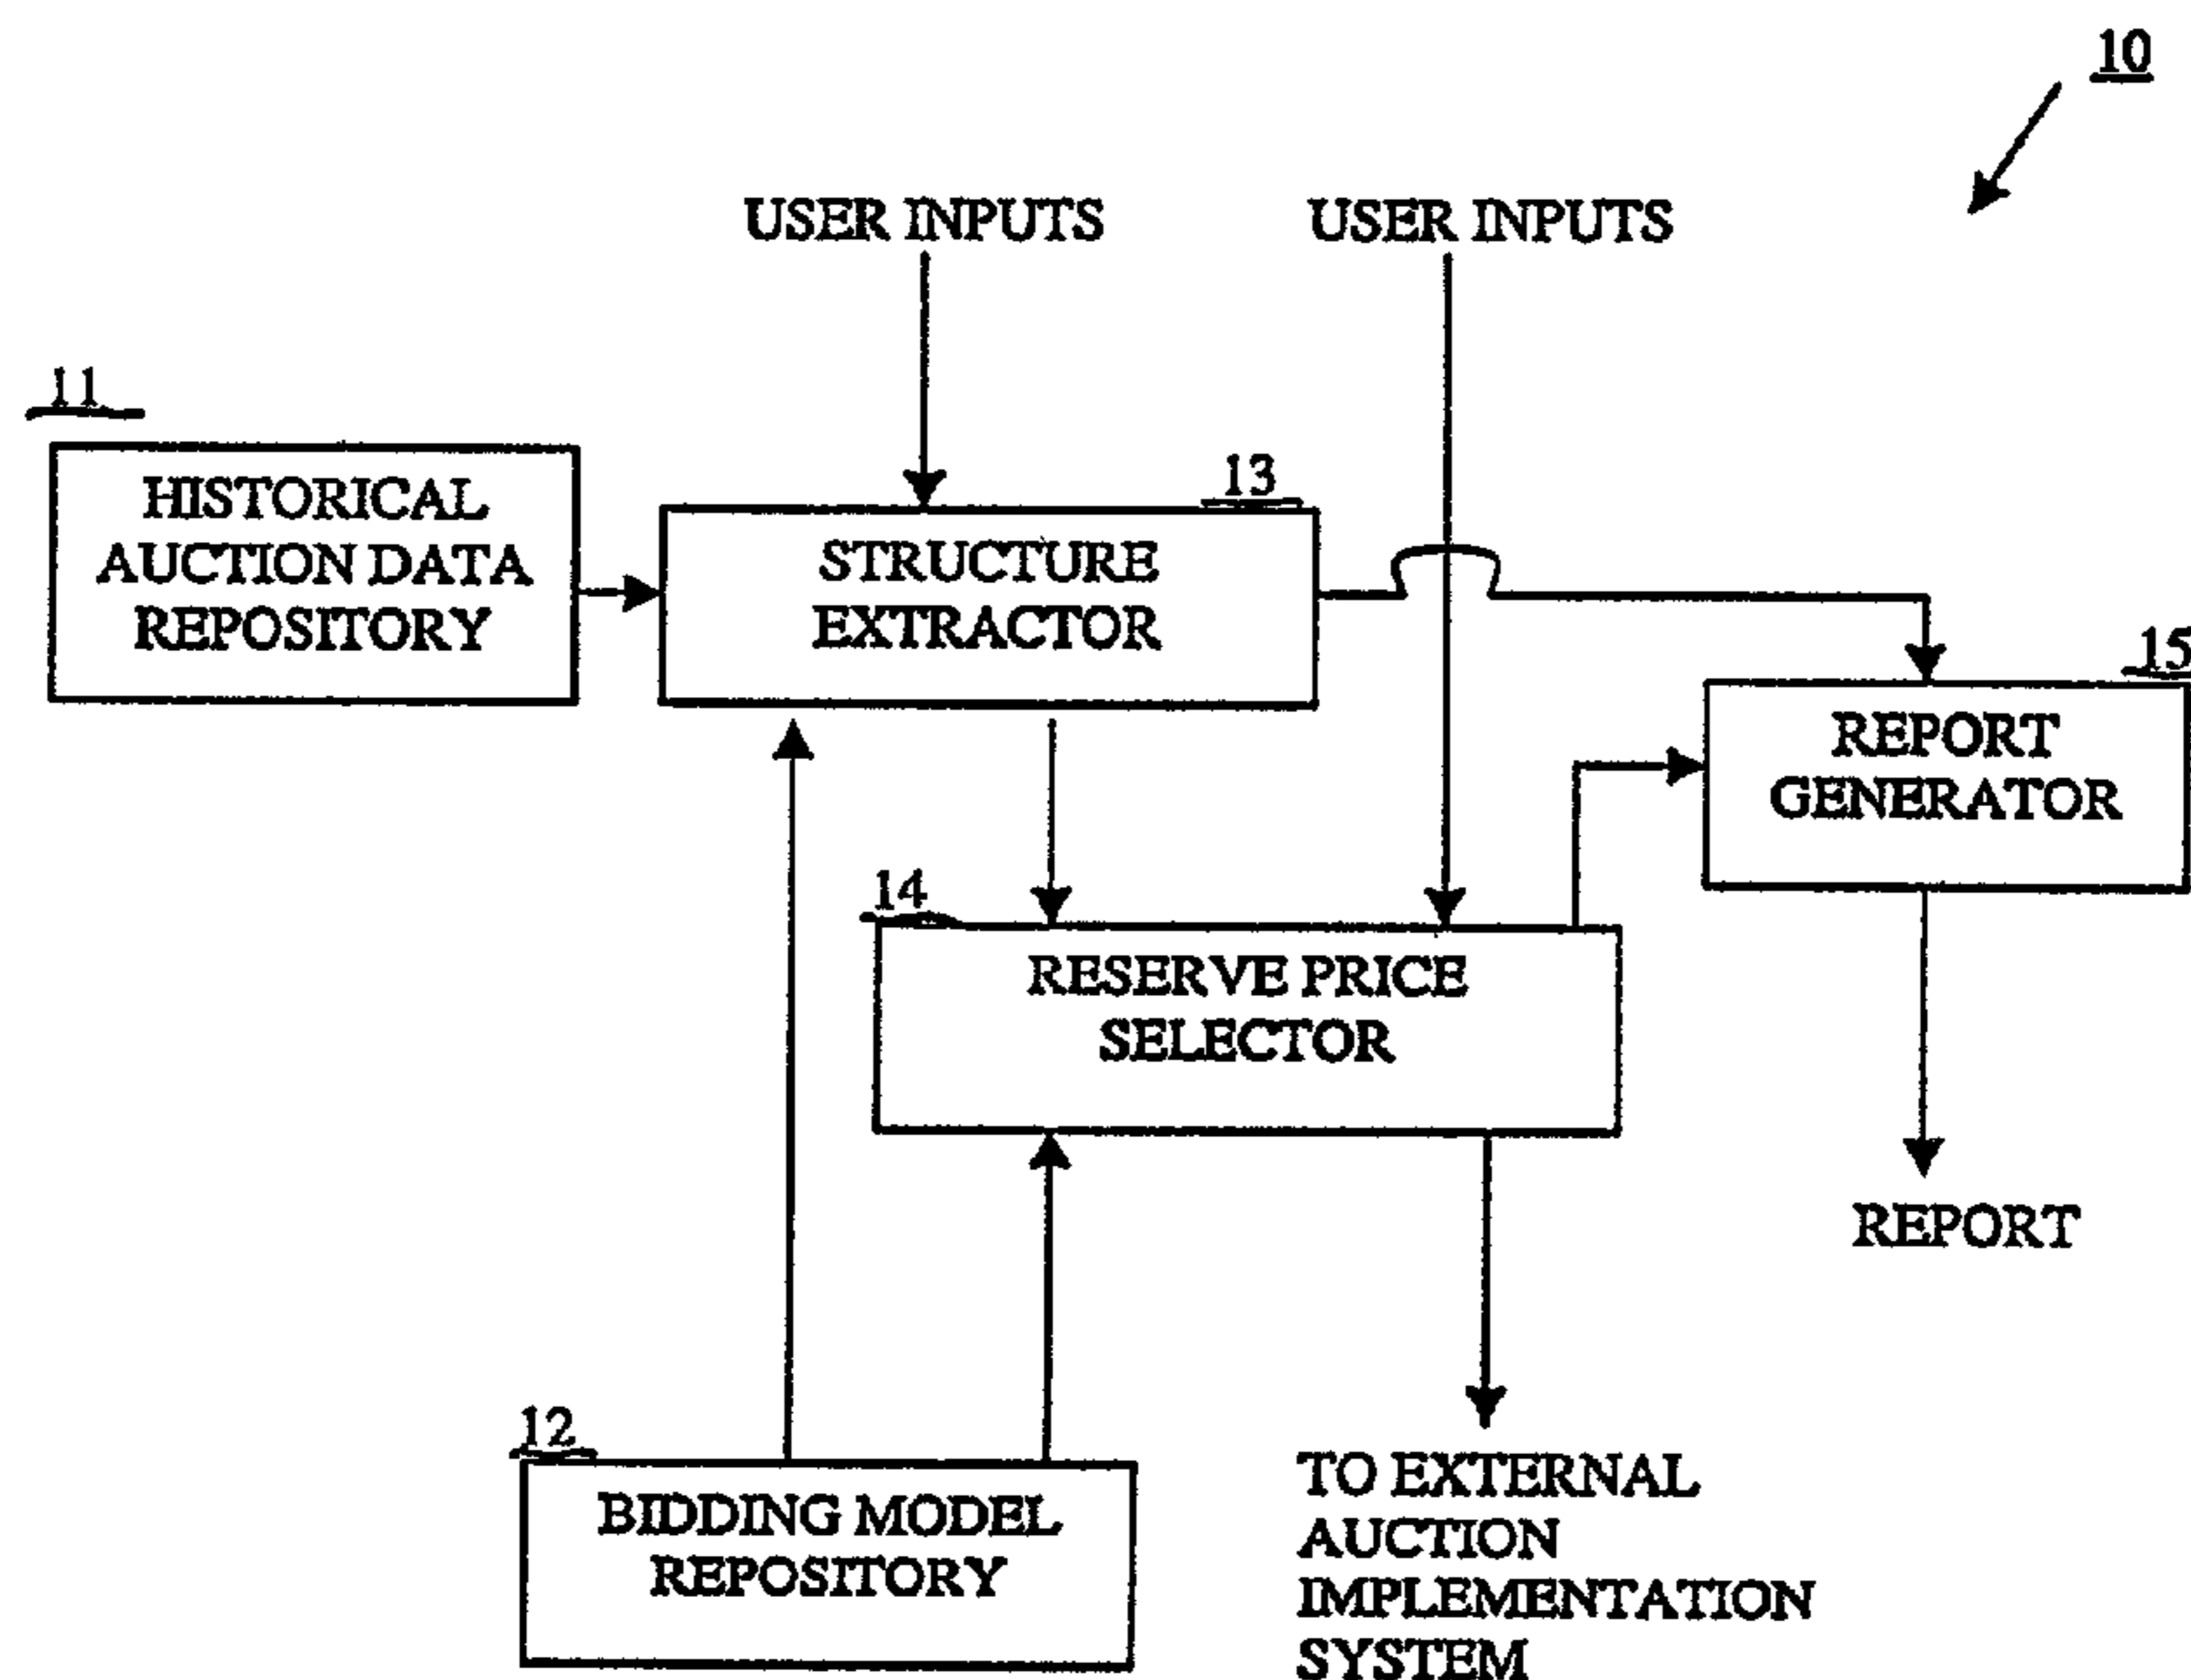 10
USER INPUTS
USER INPUTS
11
HISTORICAL
AUCTION DATA
REPOSITORY
13
STRUCTURE
EXTRACTOR
15
REPORT
GENERATOR
14
RESERVE PRICE
SELECTOR
REPORT
12
BIDDING MODEL
REPOSITORY
TO EXTERNAL
AUCTION
IMPLEMENTATION
SYSTEM